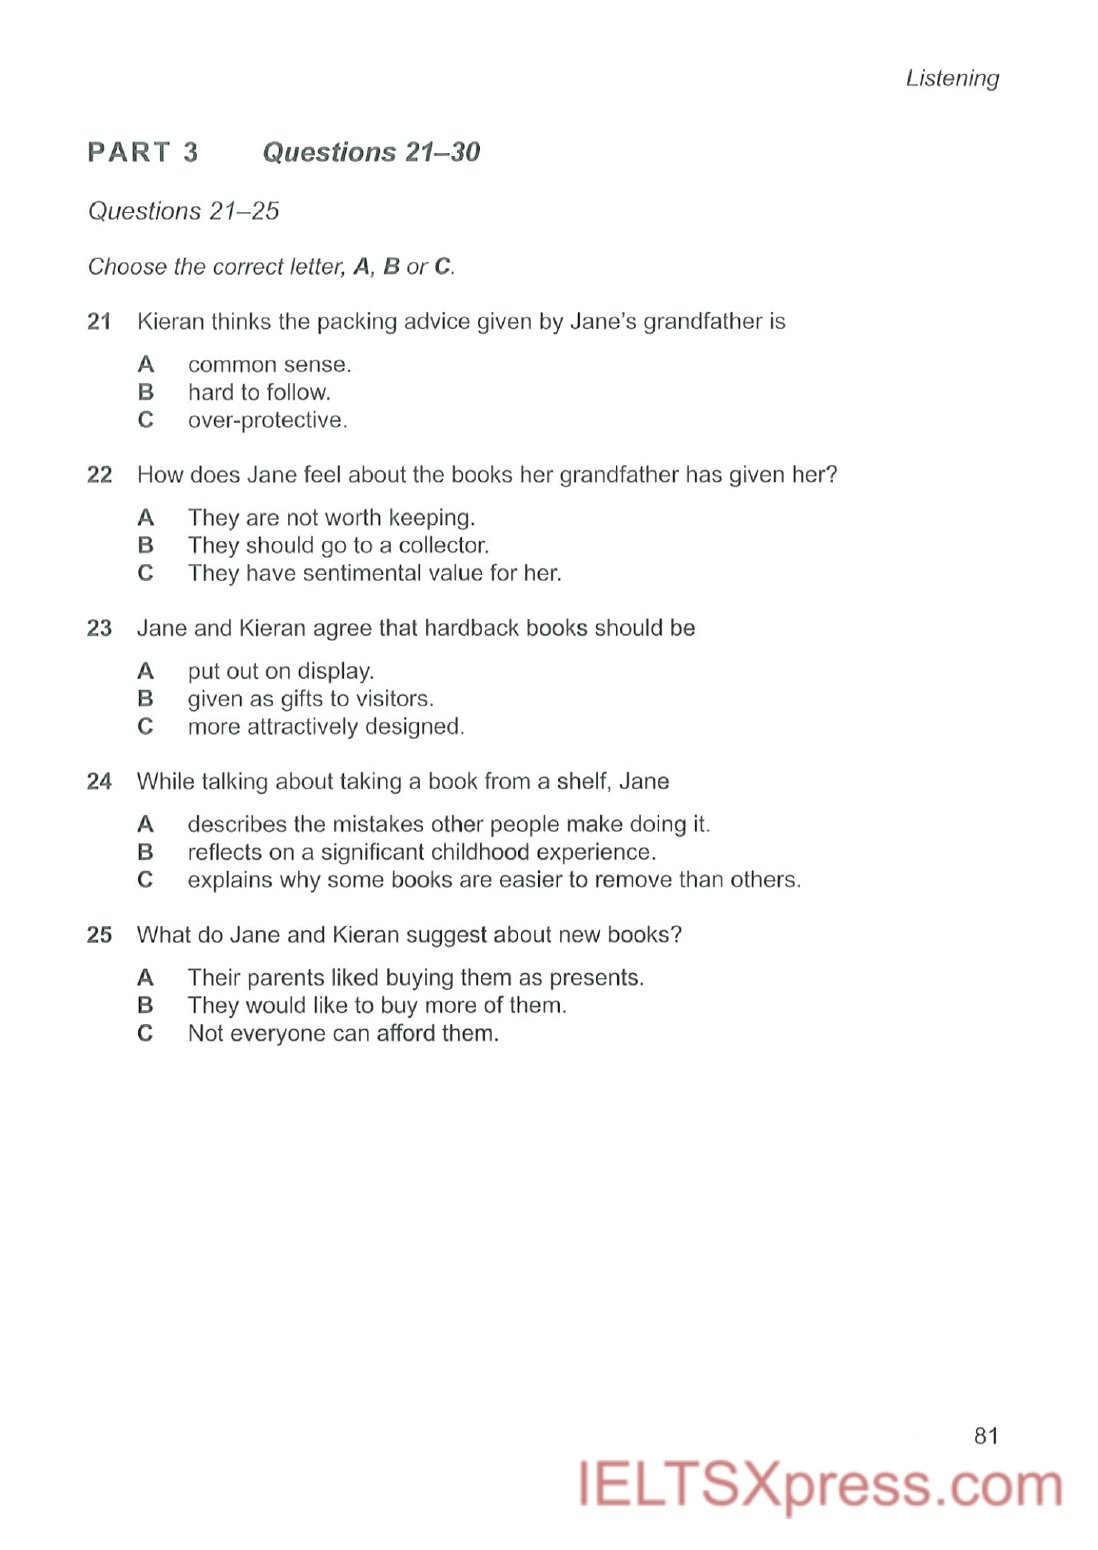 Listening
PART 3 Questions 21–30
Questions 21–25
Choose the correct letter, A, B or C.
21 Kieran thinks the packing advice given by Jane's grandfather is
A common sense.
B hard to follow.
C over-protective.
22 How does Jane feel about the books her grandfather has given her?
A They are not worth keeping.
B They should go to a collector.
C They have sentimental value for her.
23 Jane and Kieran agree that hardback books should be
A put out on display.
B given as gifts to visitors.
C more attractively designed.
24 While talking about taking a book from a shelf, Jane
A describes the mistakes other people make doing it.
B reflects on a significant childhood experience.
C explains why some books are easier to remove than others.
25 What do Jane and Kieran suggest about new books?
A Their parents liked buying them as presents.
B They would like to buy more of them.
C Not everyone can afford them.
81
IELTSXpress.com